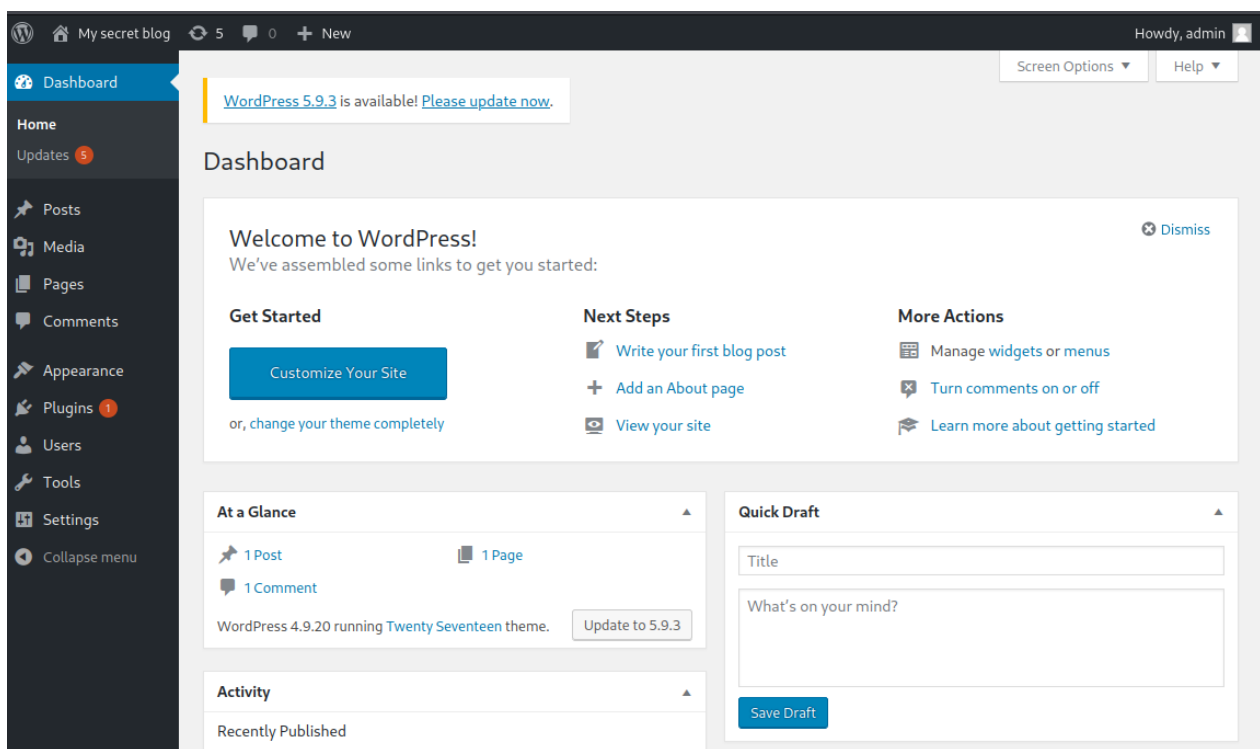 My secret blog 5 0 New Howdy, admin
Screen Options Help
Dashboard
Home
Updates 5
Posts
Media
Pages
Comments
Appearance
Plugins 1
Users
Tools
Settings
Collapse menu
WordPress 5.9.3 is available! Please update now.
Dashboard
Welcome to WordPress!
We've assembled some links to get you started:
Dismiss
Get Started
Customize Your Site
or, change your theme completely
Next Steps
Write your first blog post
Add an About page
View your site
More Actions
Manage widgets or menus
Turn comments on or off
Learn more about getting started
At a Glance
1 Post 1 Page
1 Comment
WordPress 4.9.20 running Twenty Seventeen theme. Update to 5.9.3
Activity
Recently Published
Quick Draft
Title
What's on your mind?
Save Draft